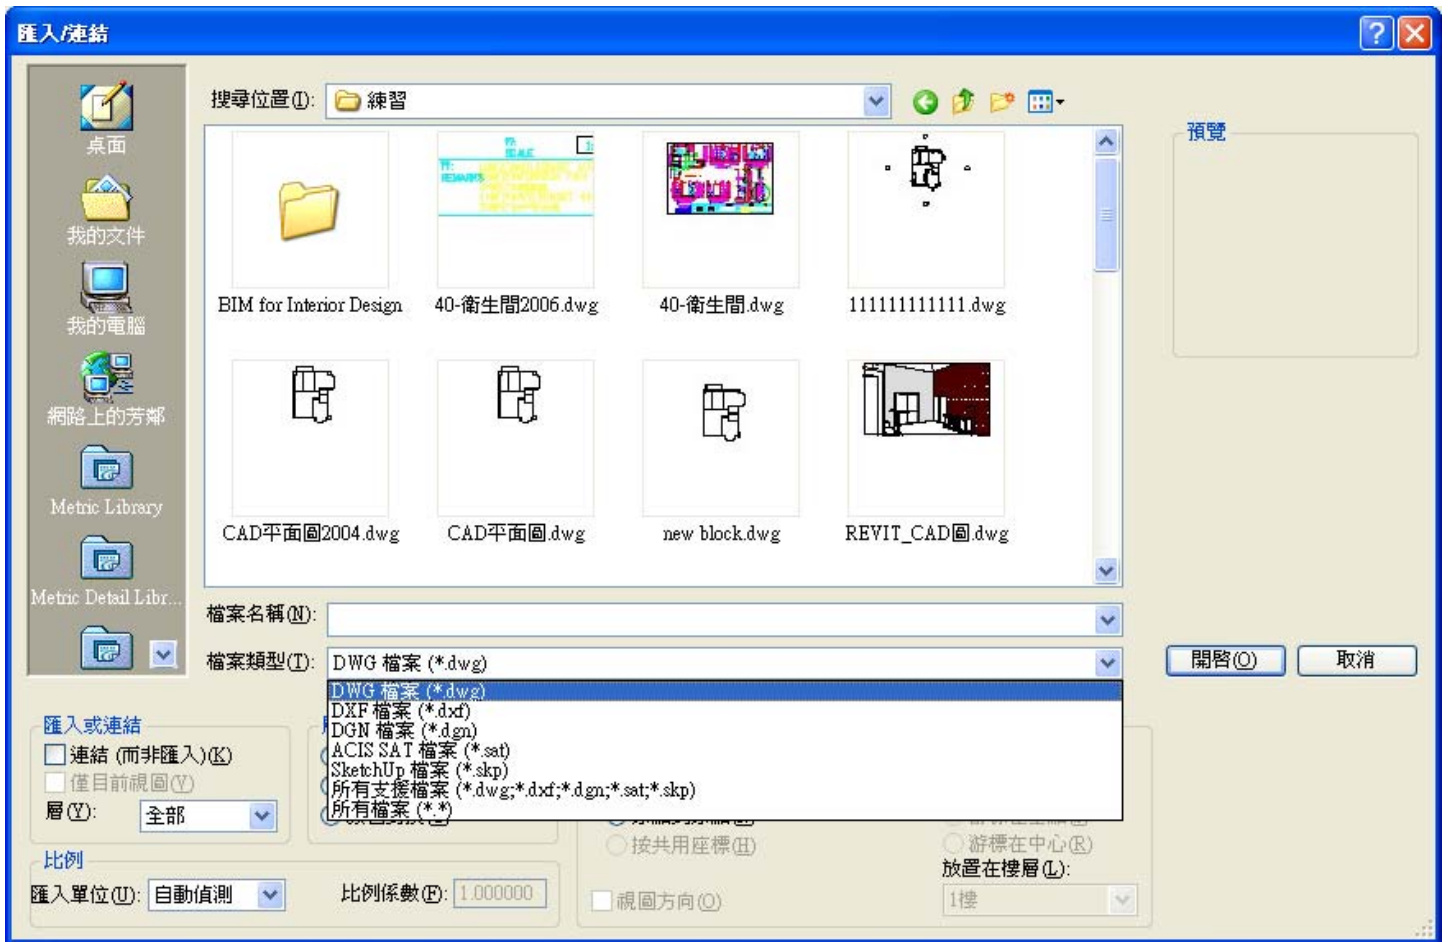 匯入/連結
搜尋位置(I): 練習
預覽
桌面
我的文件
我的電腦
網路上的芳鄰
Metric Library
Metric Detail Libr...
BIM for Interior Design
40-衛生間2006.dwg
40-衛生間.dwg
111111111111.dwg
CAD平面圖2004.dwg
CAD平面圖.dwg
new block.dwg
REVIT_CAD圖.dwg
檔案名稱(N):
檔案類型(T): DWG 檔案 (*.dwg)
開啓(O) 取消
DWG 檔案 (*.dwg)
DXF 檔案 (*.dxf)
DGN 檔案 (*.dgn)
ACIS SAT 檔案 (*.sat)
SketchUp 檔案 (*.skp)
所有支援檔案 (*.dwg;*.dxf;*.dgn;*.sat;*.skp)
所有檔案 (*.*)
匯入或連結
連結 (而非匯入)(K)
僅目前視圖(V)
層(Y): 全部
比例
匯入單位(U): 自動偵測 比例係數(F): 1.000000
按共用座標(H)
游標在中心(R)
放置在樓層(L):
視圖方向(O)
1樓